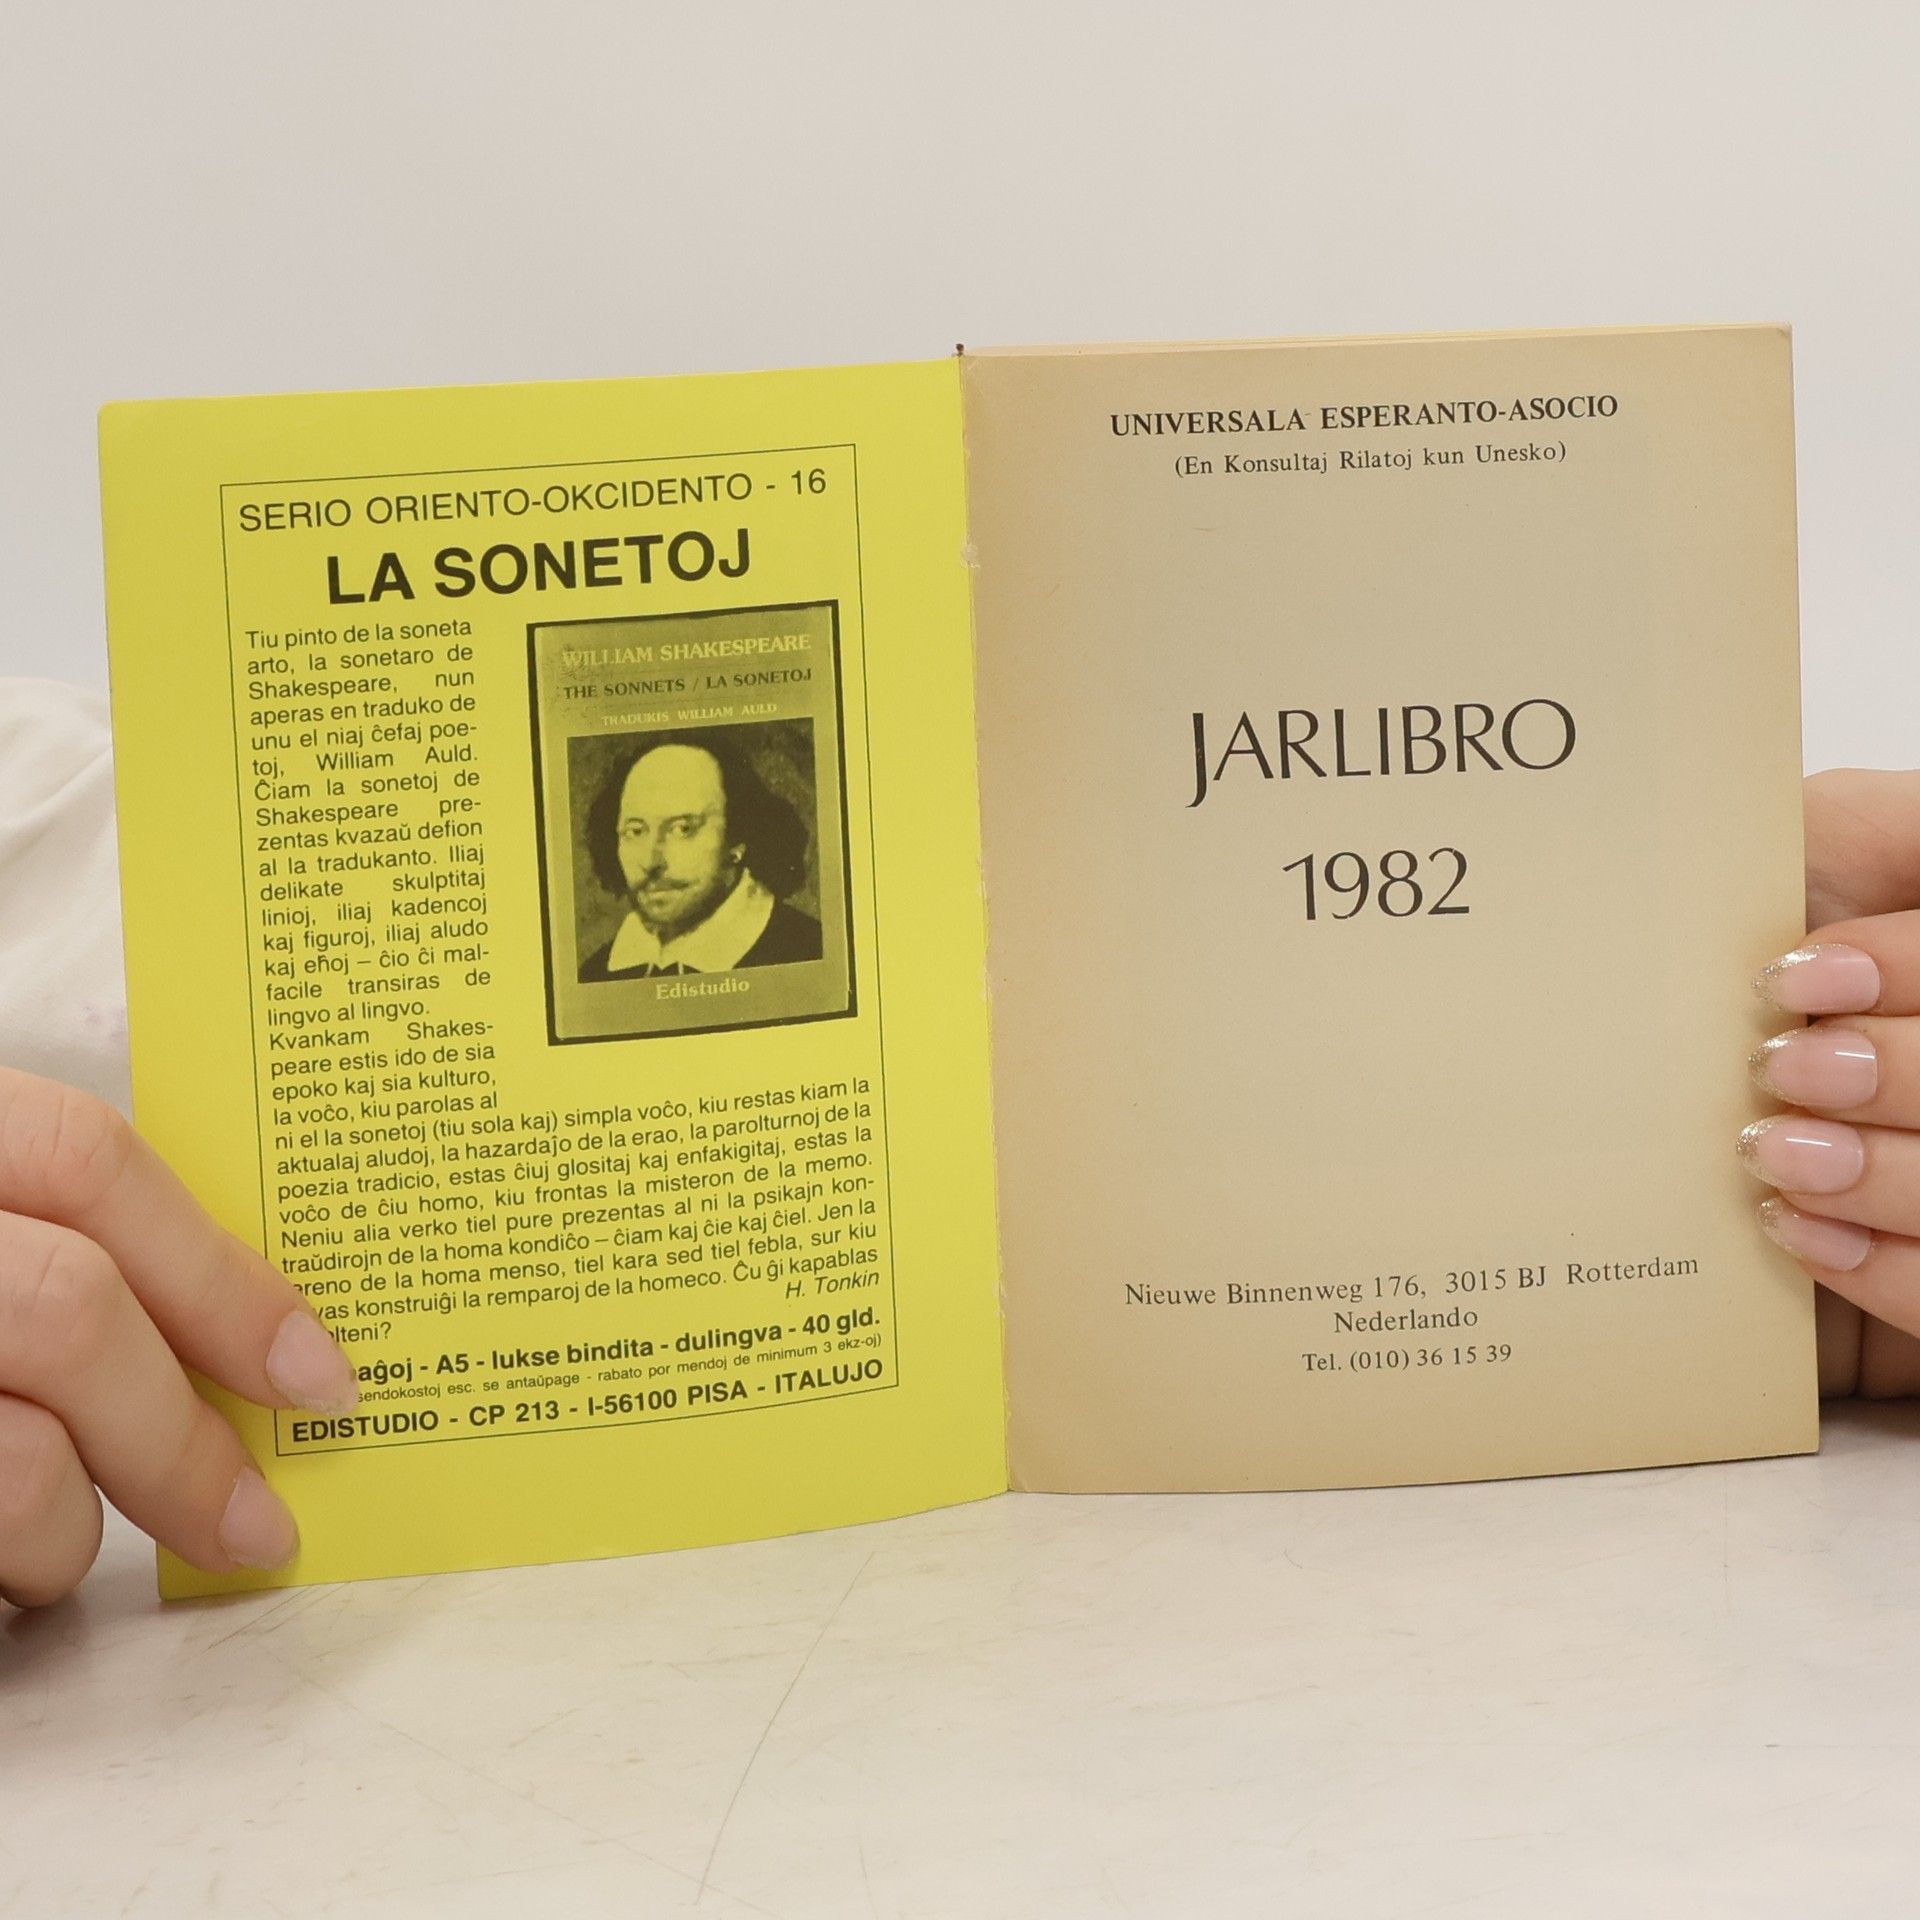 SERIO ORIENTO-OKCIDENTO - 16
LA SONETOJ
Tiu pinto de la soneta
arto, la sonetaro de
Shakespeare, nun
aperas en traduko de
unu el niaj ĉefaj poe-
toj, William Auld.
Ĉiam la sonetoj de
Shakespeare pre-
zentas kvazaŭ defion
al la tradukanto. Iliaj
delikate skulptitaj
linioj, iliaj kadencoj
kaj figuroj, iliaj aludo
kaj eĥoj – ĉio ĉi mal-
facile transiras de
lingvo al lingvo.
Kvankam Shakes-
peare estis ido de sia
epoko kaj sia kulturo,
la voĉo, kiu parolas al
ni el la sonetoj (tiu sola kaj) simpla voĉo, kiu restas kiam la
aktualaj aludoj, la hazardaĵo de la erao, la parolturnoj de la
poezia tradicio, estas ĉiuj glositaj kaj enfakigitaj, estas la
voĉo de ĉiu homo, kiu frontas la misteron de la memo.
Neniu alia verko tiel pure prezentas al ni la psikajn kon-
traŭdirojn de la homa kondiĉo – ĉiam kaj ĉie kaj ĉiel. Jen la
de la homa menso, tiel kara sed tiel febla, sur kiu
konstruiĝi la remparoj de la homeco. Ĉu ĝi kapablas
H. Tonkin
WILLIAM SHAKESPEARE
THE SONNETS / LA SONETOJ
TRADUKIS WILLIAM AULD
Edistudio
- A5 - lukse bindita - dulingva - 40 gld.
esc. se antaŭpage - rabato por mendoj de minimum 3 ekz-oj)
EDISTUDIO - CP 213 - I-56100 PISA - ITALUJO
UNIVERSALA ESPERANTO-ASOCIO
(En Konsultaj Rilatoj kun Unesko)
JARLIBRO
1982
Nieuwe Binnenweg 176, 3015 BJ Rotterdam
Nederlando
Tel. (010) 36 15 39